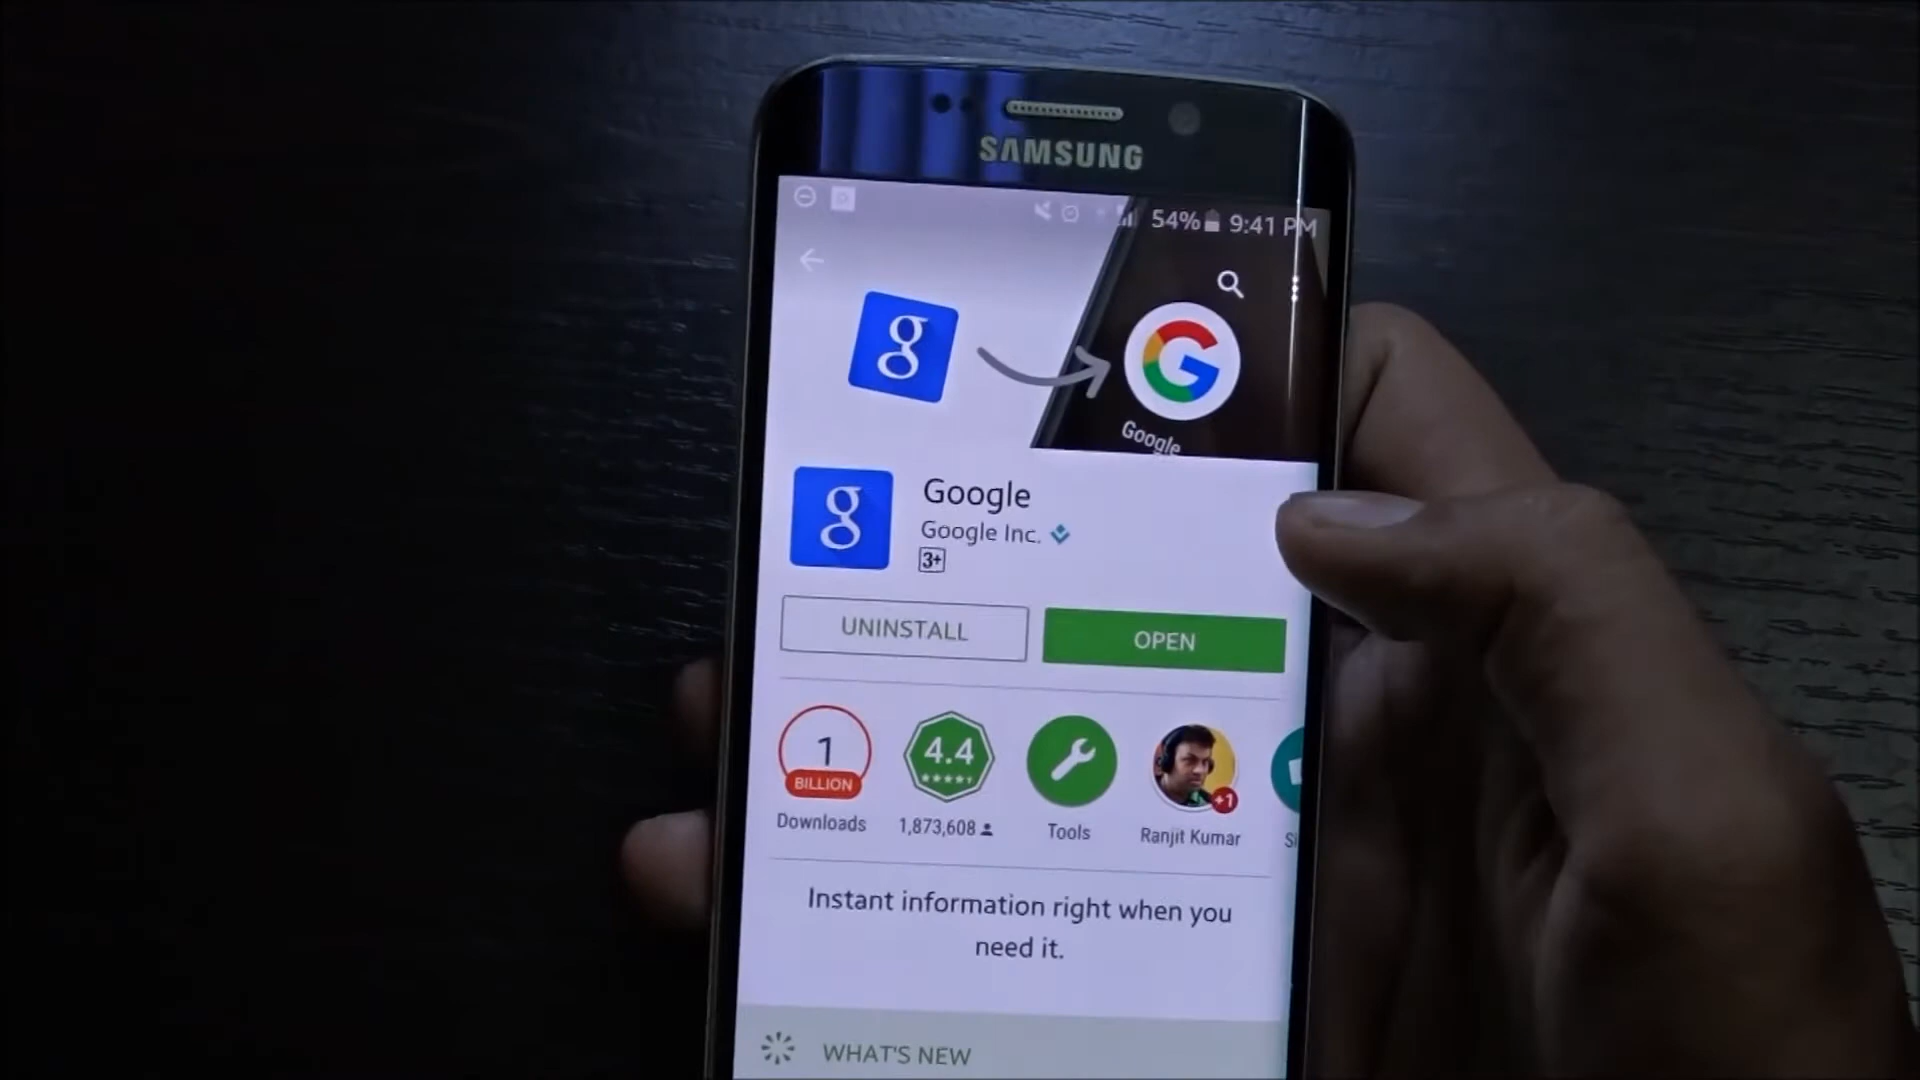 SAMSUNG
54% 9:41 PM
g
G
Google
g
Google
Google Inc.
3+
UNINSTALL
OPEN
1
BILLION
4.4
+1
Downloads
1,873,608
Tools
Ranjit Kumar
Instant information right when you
need it.
WHAT'S NEW